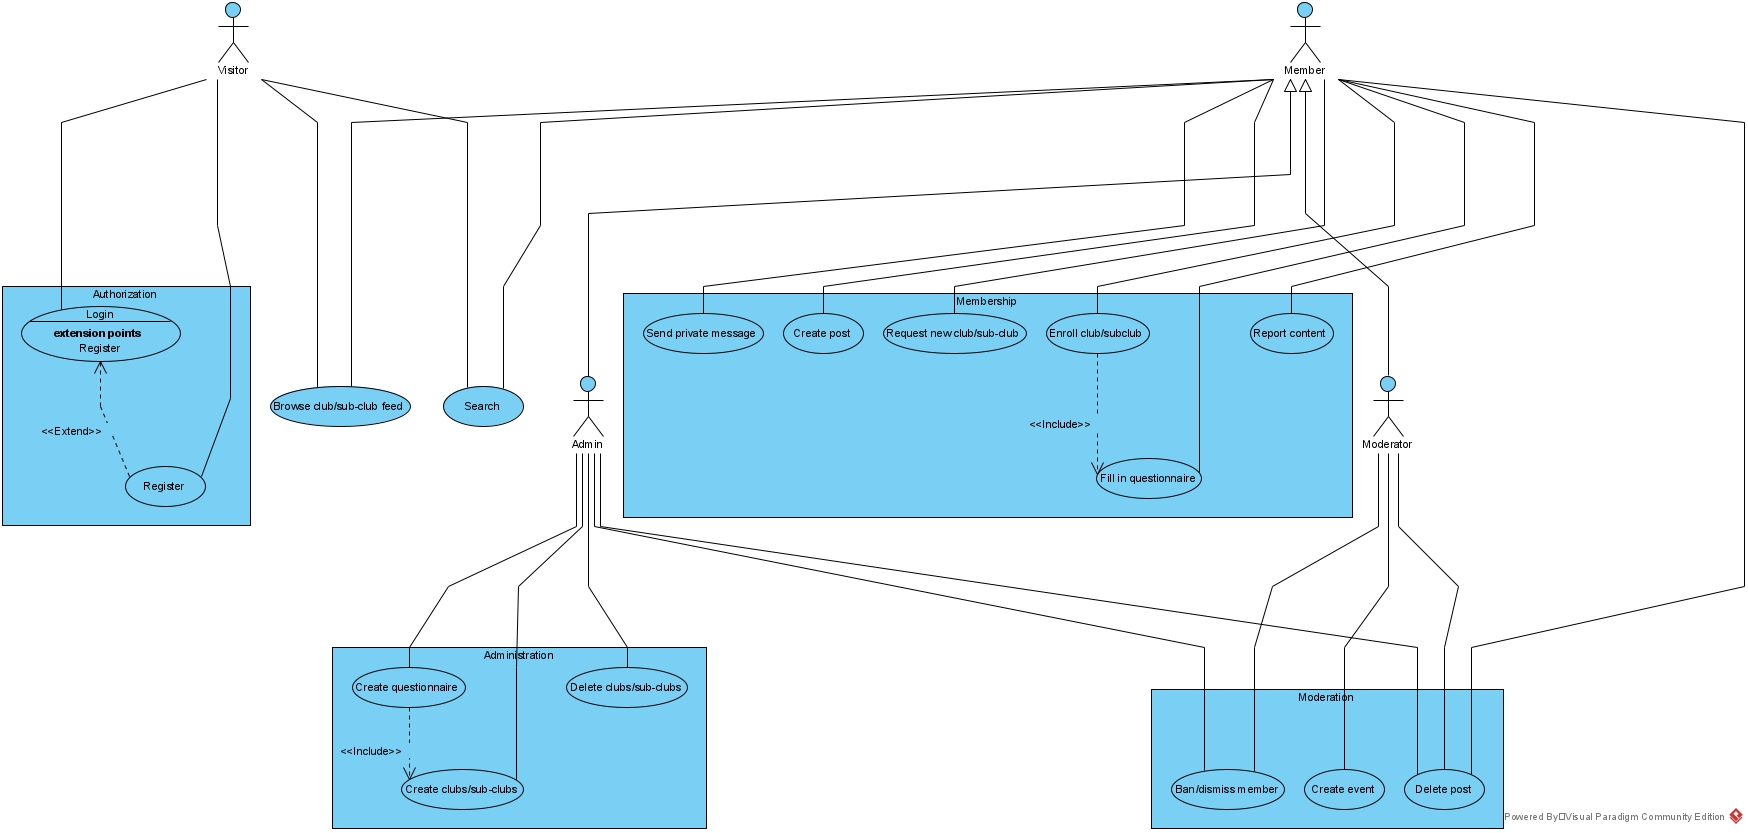 Visitor
Member
Authorization
Login
extension points
Register
<<Extend>>
Register
Browse club/sub-club feed
Search
Membership
Send private message
Create post
Request new club/sub-club
Enroll club/subclub
Report content
<<Include>>
Fill in questionnaire
Admin
Moderator
Administration
Create questionnaire
Delete clubs/sub-clubs
<<Include>>
Create clubs/sub-clubs
Moderation
Ban/dismiss member
Create event
Delete post
Powered By□Visual Paradigm Community Edition